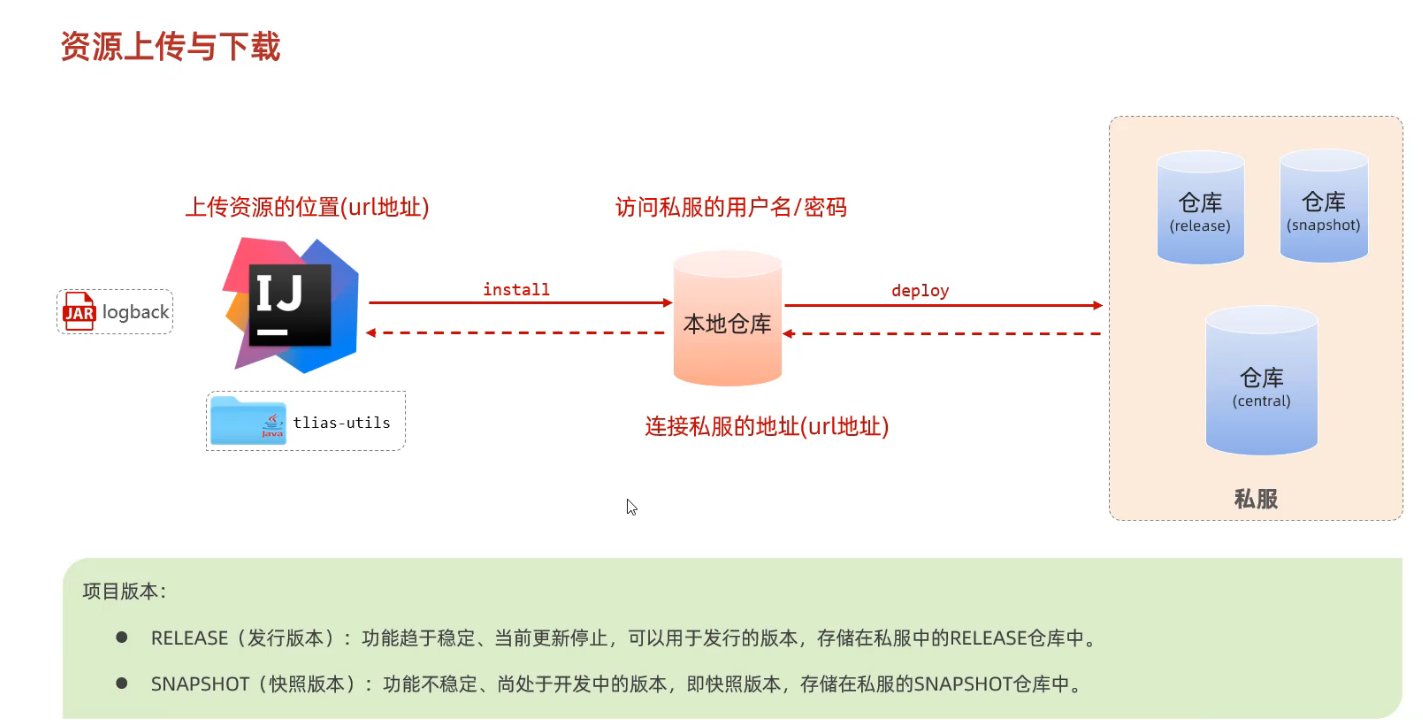 资源上传与下载
上传资源的位置(url地址)
访问私服的用户名/密码
仓库
(release)
仓库
(snapshot)
JAR logback
IJ
install
本地仓库
deploy
仓库
(central)
Java tlias-utils
连接私服的地址(url地址)
私服
项目版本：
● RELEASE（发行版本）：功能趋于稳定、当前更新停止，可以用于发行的版本，存储在私服中的RELEASE仓库中。
● SNAPSHOT（快照版本）：功能不稳定、尚处于开发中的版本，即快照版本，存储在私服的SNAPSHOT仓库中。